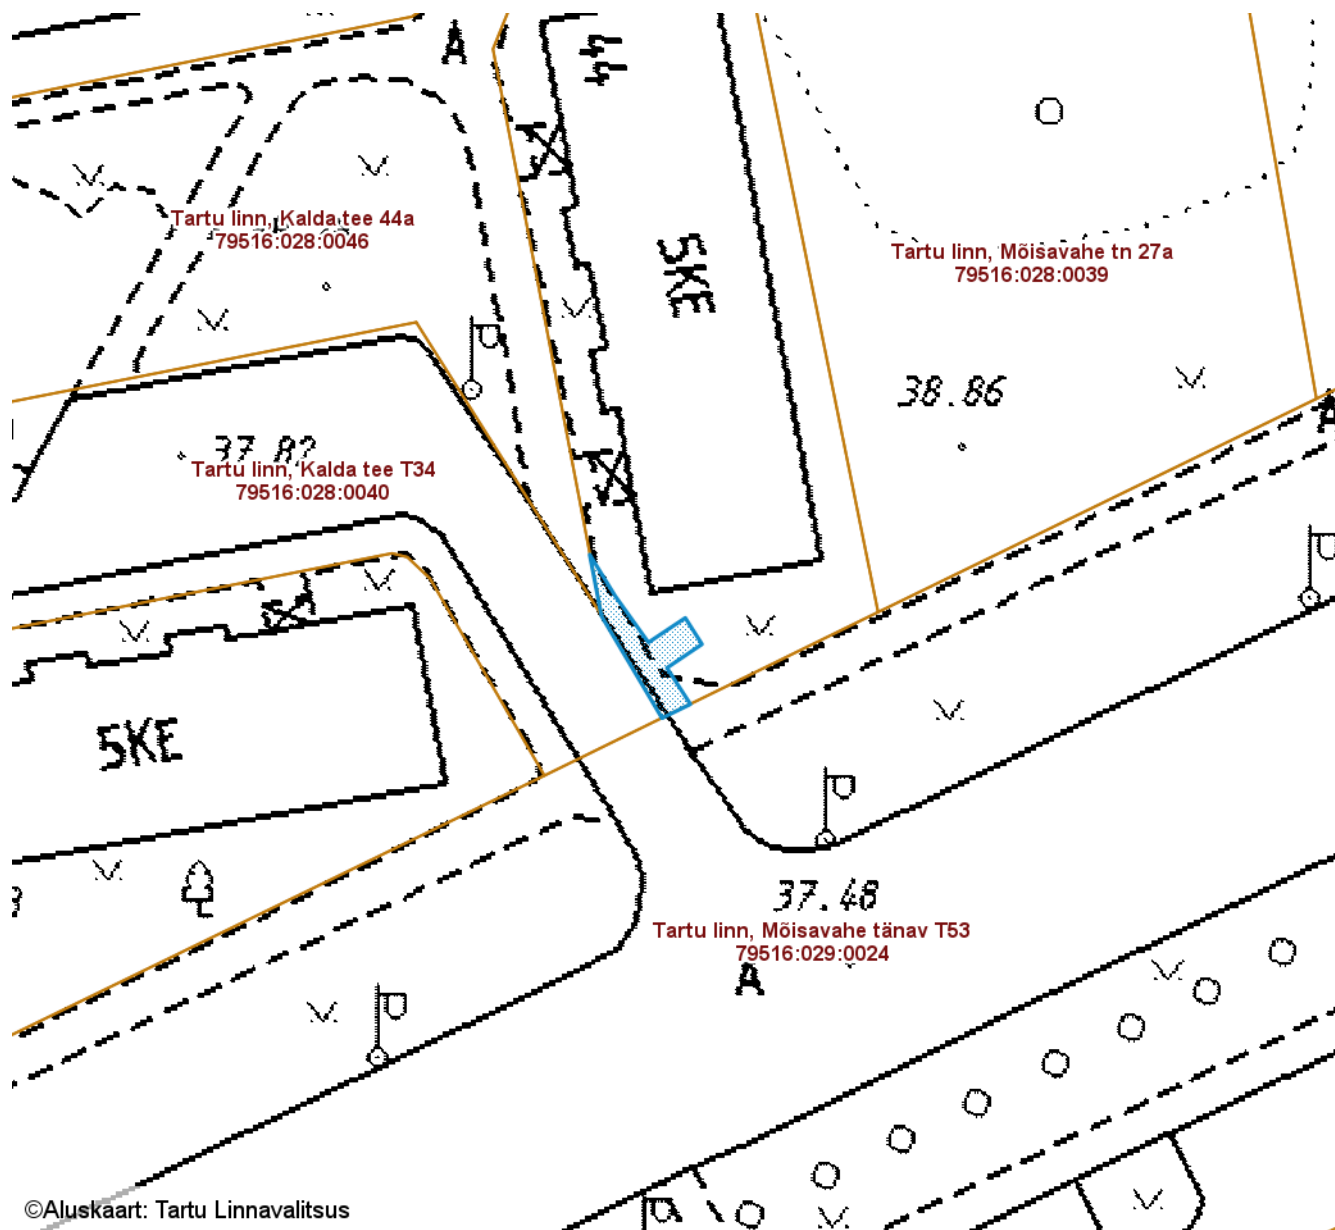 A
44
Tartu linn, Kalda tee 44a
79516:028:0046
5KE
Tartu linn, Mõisavahe tn 27a
79516:028:0039
38.86
A
37.82
Tartu linn, Kalda tee T34
79516:028:0040
5KE
37.48
Tartu linn, Mõisavahe tänav T53
79516:029:0024
A
©Aluskaart: Tartu Linnavalitsus